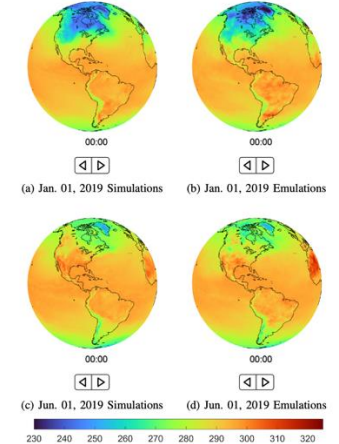 00:00 00:00
(a) Jan. 01, 2019 Simulations (b) Jan. 01, 2019 Emulations
00:00 00:00
(c) Jun. 01, 2019 Simulations (d) Jun. 01, 2019 Emulations
230 240 250 260 270 280 290 300 310 320